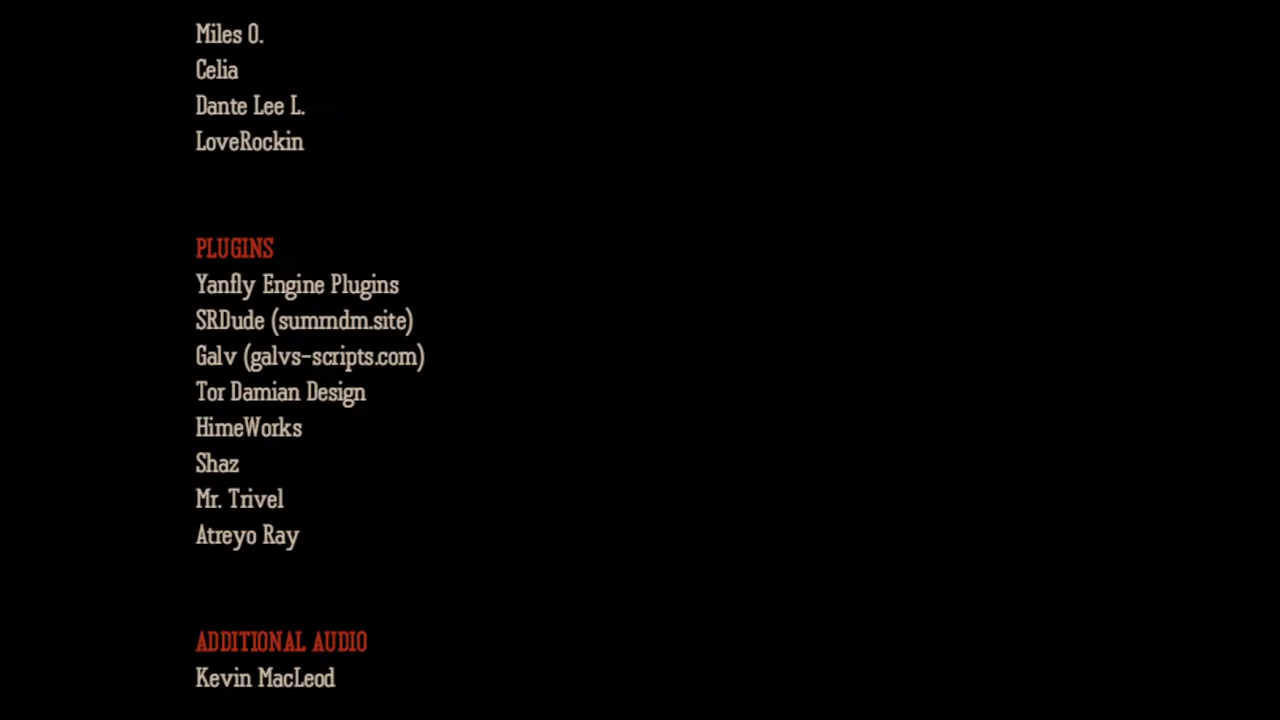 Miles O.
Celia
Dante Lee L.
LoveRockin
PLUGINS
Yanfly Engine Plugins
SRDude (sumrndm.site)
Galv (galvs-scripts.com)
Tor Damian Design
HimeWorks
Shaz
Mr. Trivel
Atreyo Ray
ADDITIONAL AUDIO
Kevin MacLeod